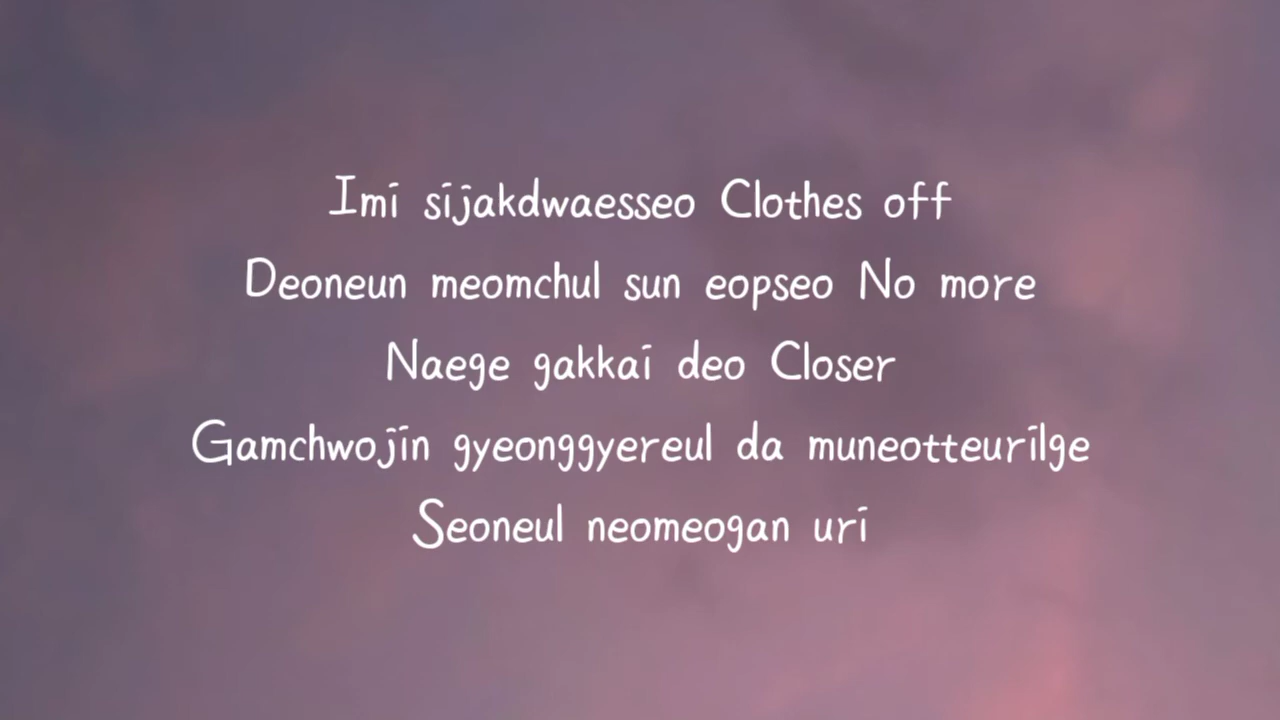 Imi sijakdwaesseo Clothes off
Deoneun meomchul sun eopseo No more
Naege gakkai deo Closer
Gamchwojin gyeonggyereul da muneotteurilge
Seoneul neomeogan uri